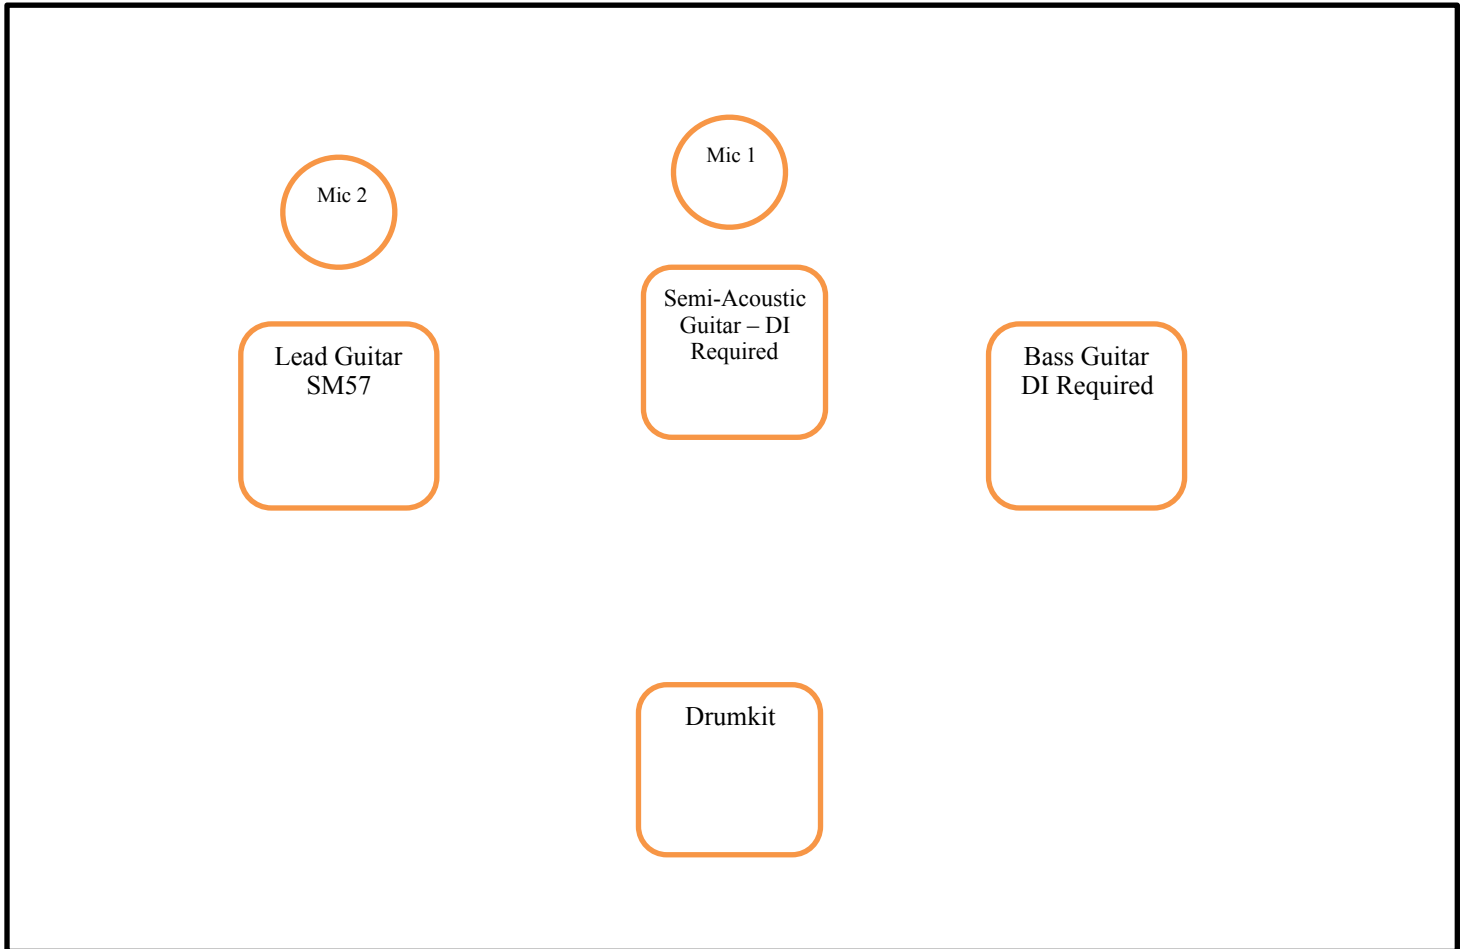 Mic 1
Mic 2
Semi-Acoustic
Guitar – DI
Required
Lead Guitar
SM57
Bass Guitar
DI Required
Drumkit